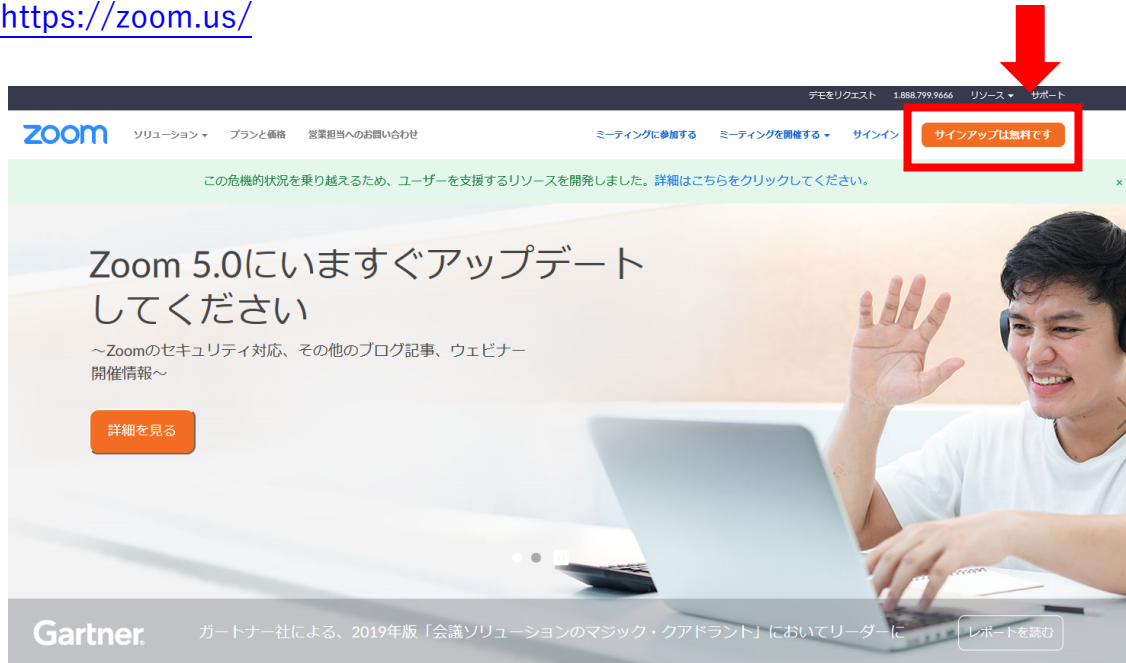 https://zoom.us/
デモをリクエスト 1.888.799.9666 リソース サポート
zoom ソリューション プランと価格 営業担当へのお問い合わせ ミーティングに参加する ミーティングを開催する サインイン サインアップは無料です
この危機的状況を乗り越えるため、ユーザーを支援するリソースを開発しました。詳細はこちらをクリックしてください。 ×
Zoom 5.0にいますぐアップデート
してください
～Zoomのセキュリティ対応、その他のブログ記事、ウェビナー
開催情報～
詳細を見る
Gartner. ガートナー社による、2019年版「会議ソリューションのマジック・クアドラント」においてリーダーに レポートを読む